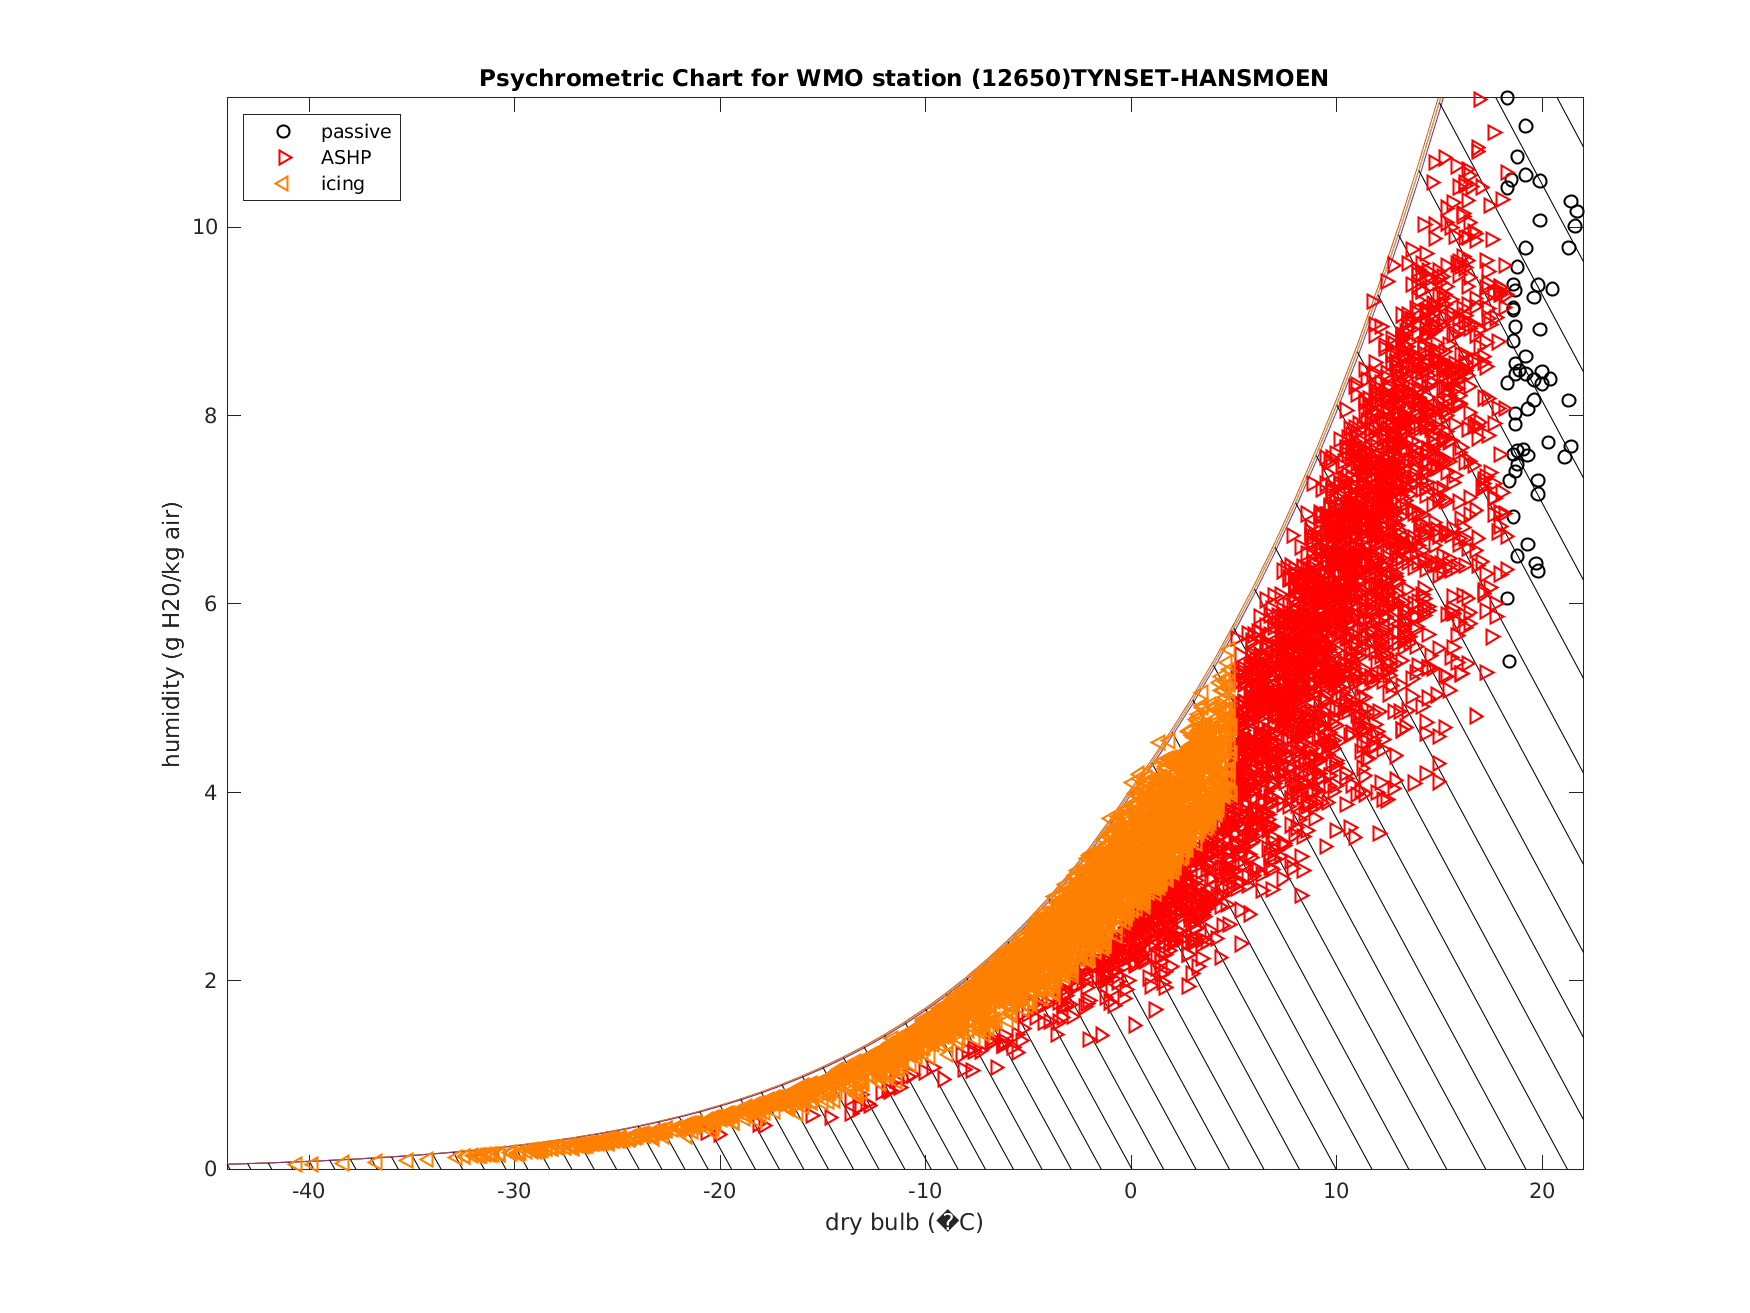 Psychrometric Chart for WMO station (12650)TYNSET-HANSMOEN
passive
ASHP
icing
humidity (g H20/kg air)
10
8
6
4
2
0
-40 -30 -20 -10 0 10 20
dry bulb (�C)